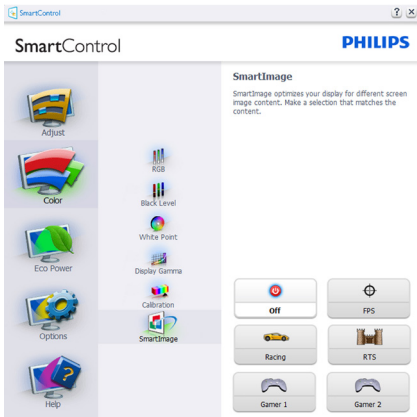 SmartControl
SmartControl
PHILIPS
Adjust
Color
Eco Power
Options
Help
RGB
Black Level
White Point
Display Gamma
Calibration
SmartImage
SmartImage
SmartImage optimizes your display for different screen
image content. Make a selection that matches the
content.
Off
FPS
Racing
RTS
Gamer 1
Gamer 2